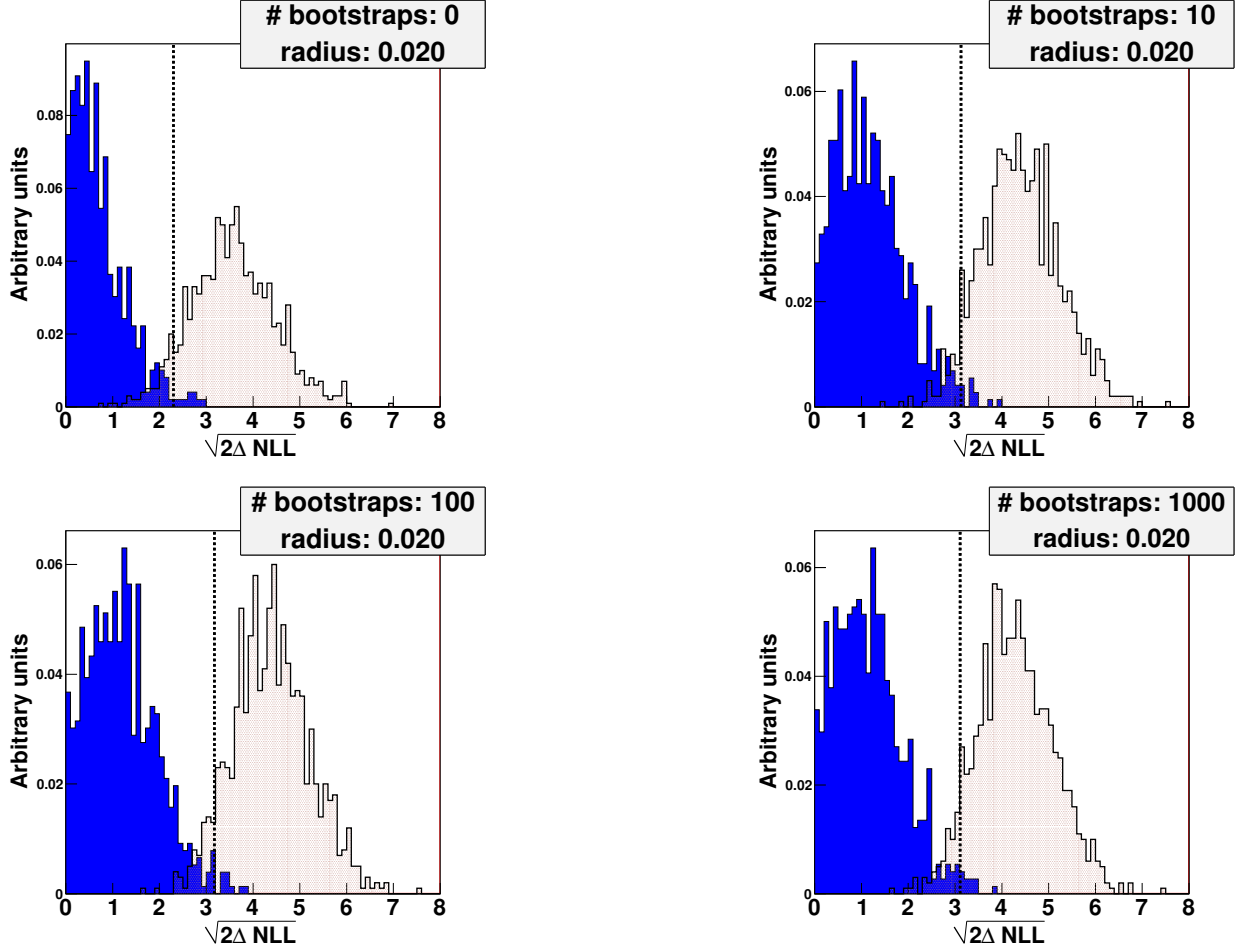 # bootstraps: 0
radius: 0.020
Arbitrary units
0.08
0.06
0.04
0.02
0
0 1 2 3 4 5 6 7 8
√2Δ NLL
# bootstraps: 10
radius: 0.020
Arbitrary units
0.06
0.04
0.02
0
0 1 2 3 4 5 6 7 8
√2Δ NLL
# bootstraps: 100
radius: 0.020
Arbitrary units
0.06
0.04
0.02
0
0 1 2 3 4 5 6 7 8
√2Δ NLL
# bootstraps: 1000
radius: 0.020
Arbitrary units
0.06
0.04
0.02
0
0 1 2 3 4 5 6 7 8
√2Δ NLL